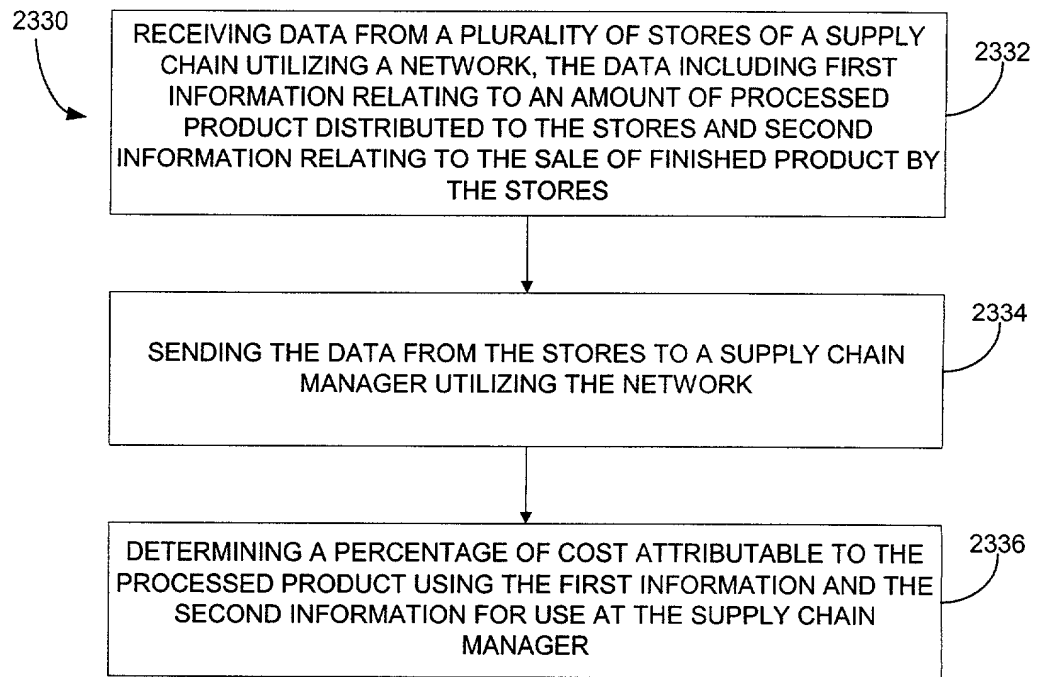 2330
RECEIVING DATA FROM A PLURALITY OF STORES OF A SUPPLY
CHAIN UTILIZING A NETWORK, THE DATA INCLUDING FIRST
INFORMATION RELATING TO AN AMOUNT OF PROCESSED
PRODUCT DISTRIBUTED TO THE STORES AND SECOND
INFORMATION RELATING TO THE SALE OF FINISHED PRODUCT BY
THE STORES
2332
SENDING THE DATA FROM THE STORES TO A SUPPLY CHAIN
MANAGER UTILIZING THE NETWORK
2334
DETERMINING A PERCENTAGE OF COST ATTRIBUTABLE TO THE
PROCESSED PRODUCT USING THE FIRST INFORMATION AND THE
SECOND INFORMATION FOR USE AT THE SUPPLY CHAIN
MANAGER
2336